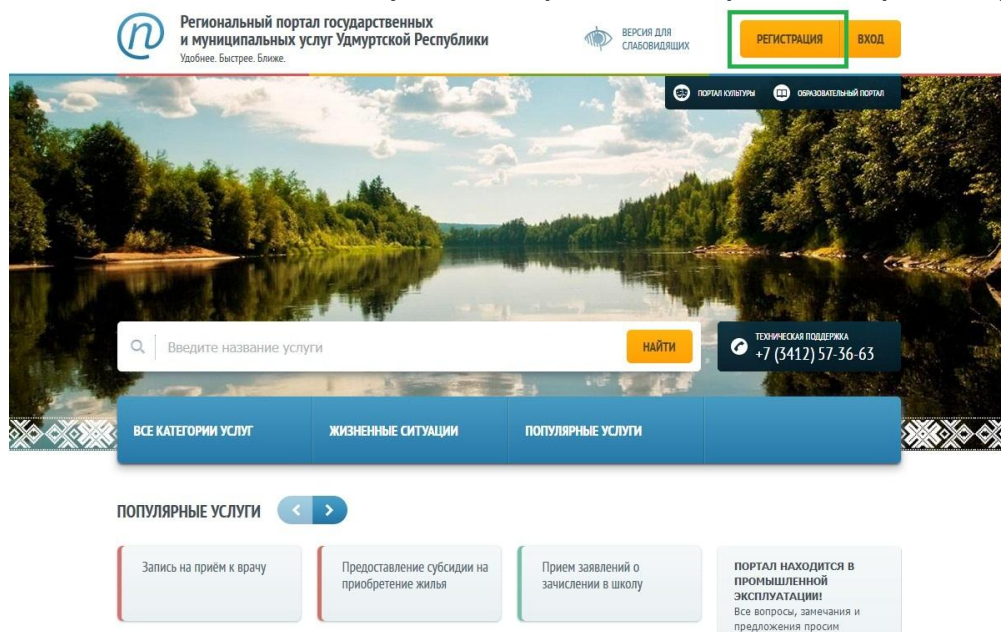 Региональный портал государственных
и муниципальных услуг Удмуртской Республики
Удобнее. Быстрее. Ближе.
ВЕРСИЯ ДЛЯ
СЛАБОВИДЯЩИХ
РЕГИСТРАЦИЯ
ВХОД
ПОРТАЛ КУЛЬТУРЫ
ОБРАЗОВАТЕЛЬНЫЙ ПОРТАЛ
Введите название услуги
НАЙТИ
ТЕХНИЧЕСКАЯ ПОДДЕРЖКА
+7 (3412) 57-36-63
ВСЕ КАТЕГОРИИ УСЛУГ
ЖИЗНЕННЫЕ СИТУАЦИИ
ПОПУЛЯРНЫЕ УСЛУГИ
ПОПУЛЯРНЫЕ УСЛУГИ
Запись на приём к врачу
Предоставление субсидии на
приобретение жилья
Прием заявлений о
зачислении в школу
ПОРТАЛ НАХОДИТСЯ В
ПРОМЫШЛЕННОЙ
ЭКСПЛУАТАЦИИ!
Все вопросы, замечания и
предложения просим